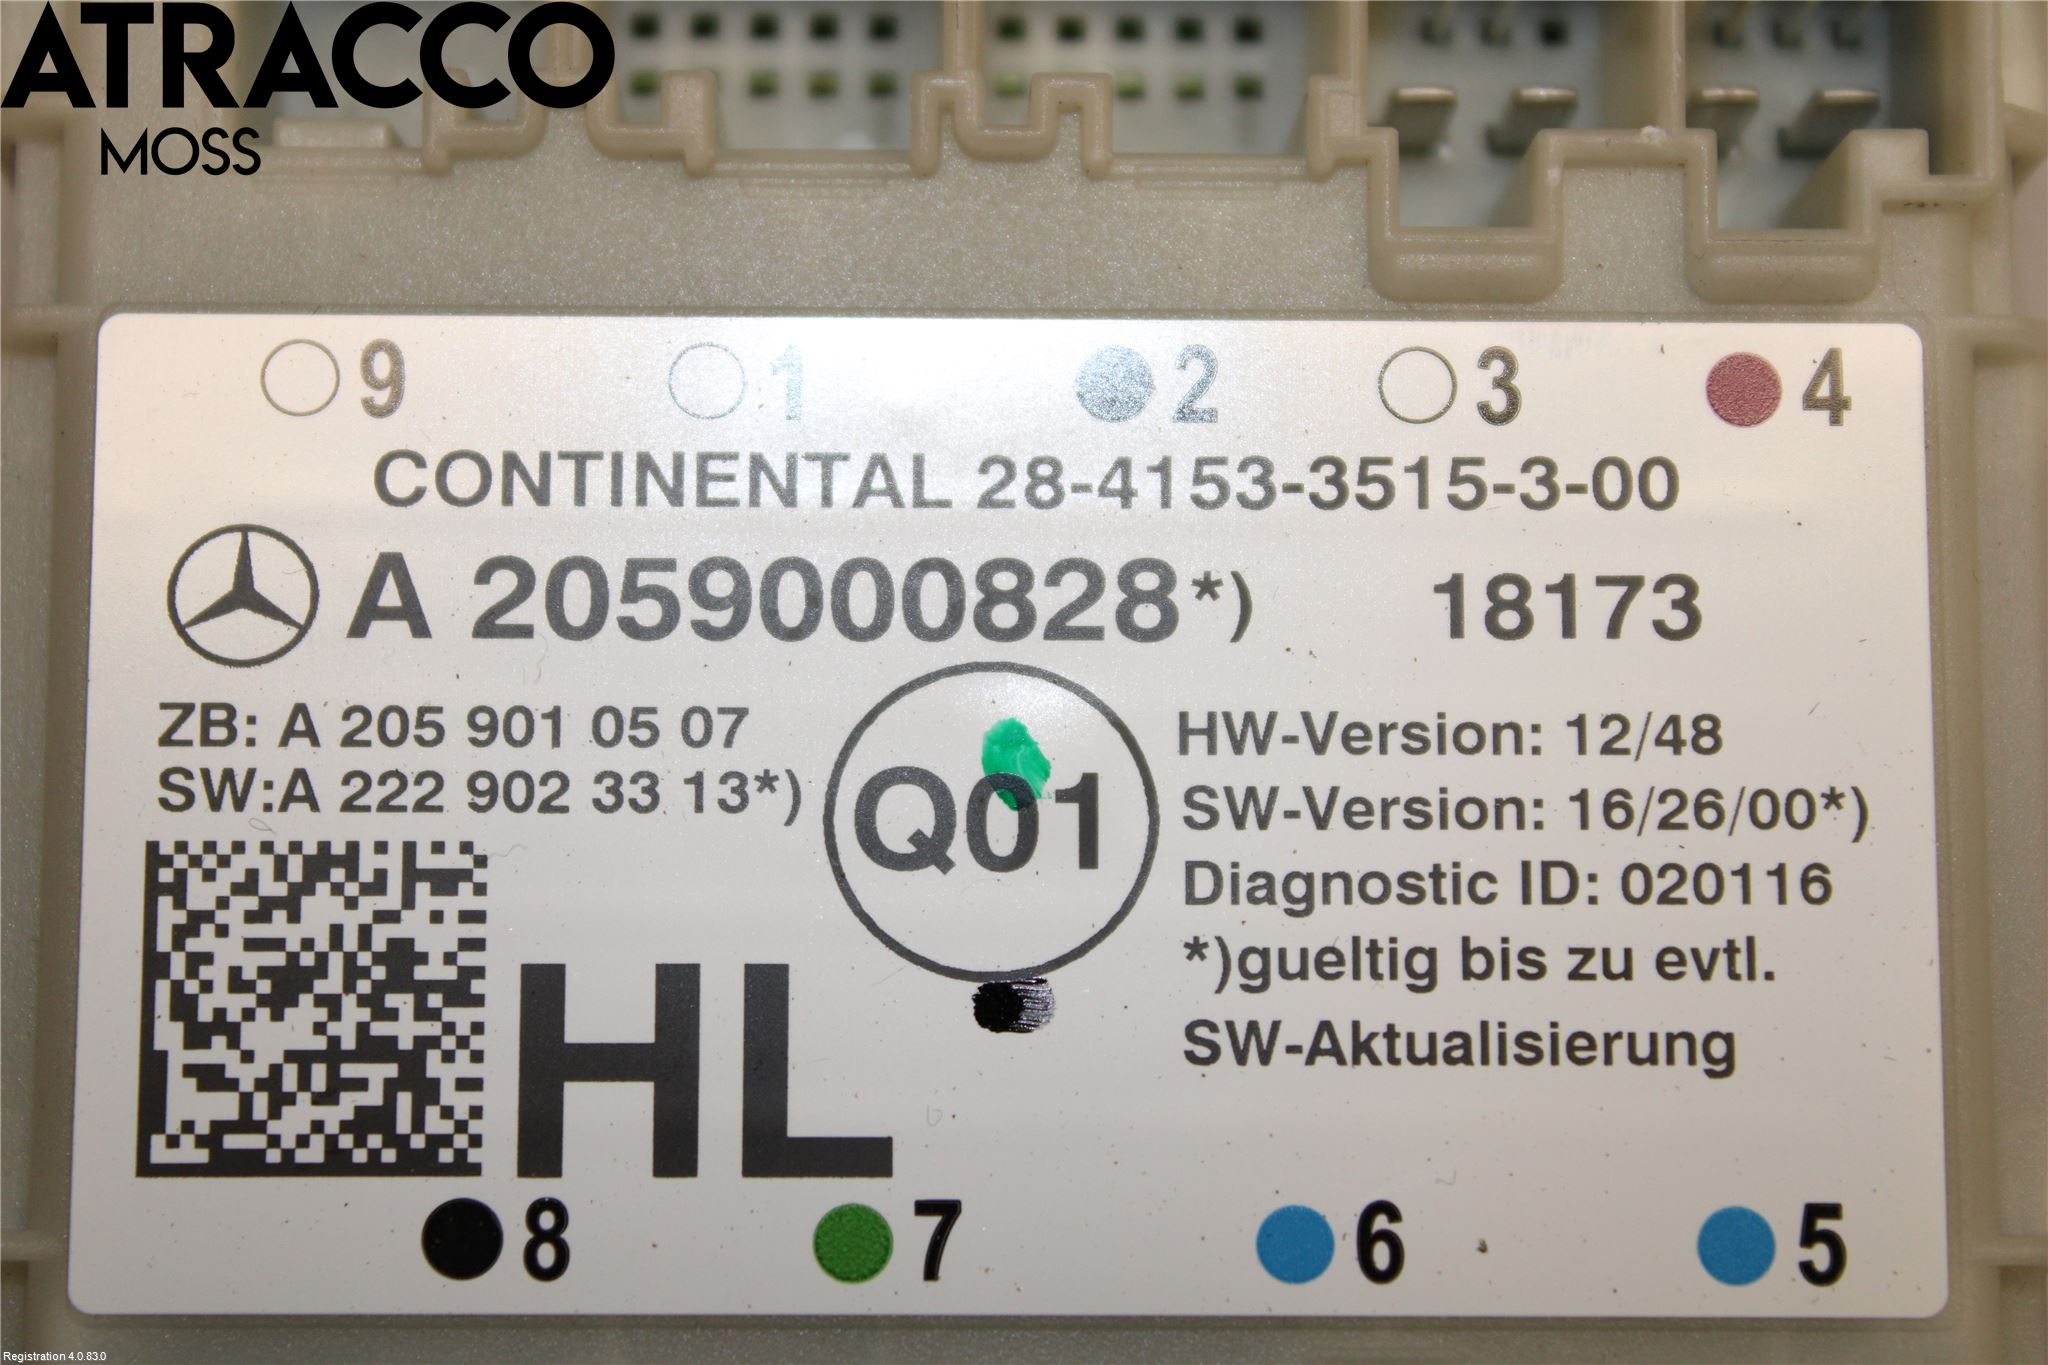 ATRACCO
MOSS
9 1 2 3 4
CONTINENTAL 28-4153-3515-3-00
A 2059000828*) 18173
ZB: A 205 901 05 07
SW:A 222 902 33 13*)
Q01
HW-Version: 12/48
SW-Version: 16/26/00*)
Diagnostic ID: 020116
*)gueltig bis zu evtl.
SW-Aktualisierung
HL
8 7 6 5
Registration 4.0.83.0